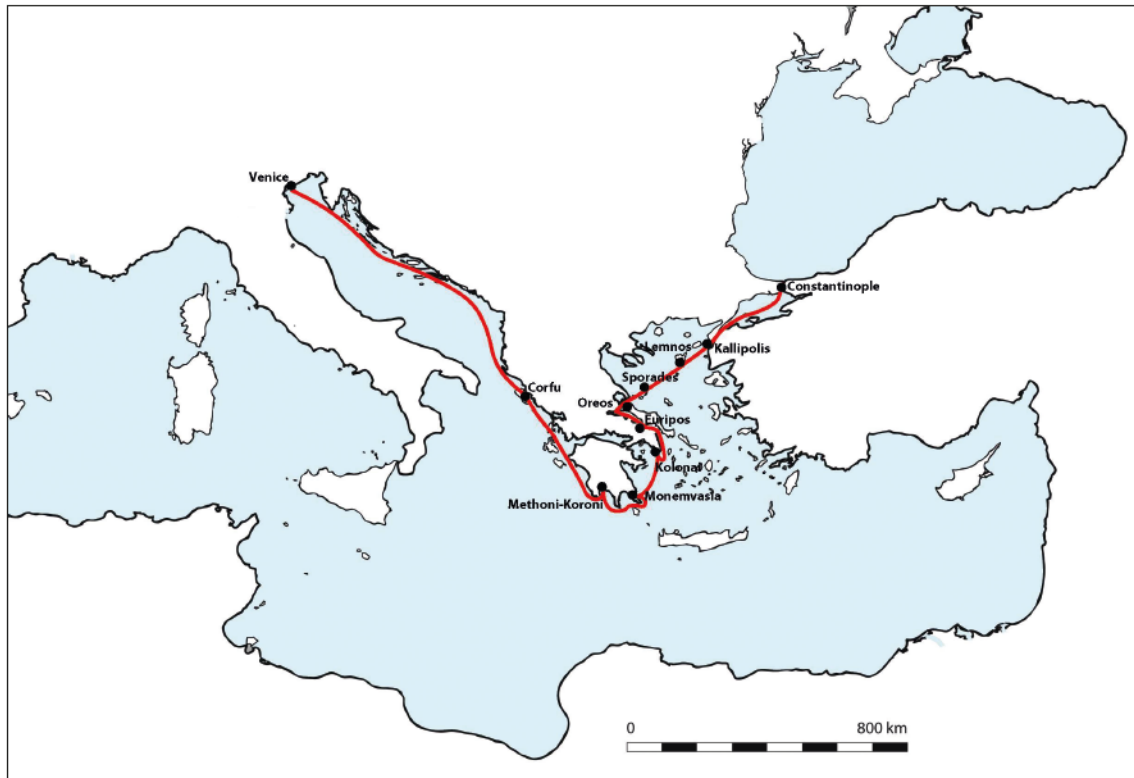 Venice
Constantinople
Lemnos
Kallipolis
Sporades
Corfu
Oreos
Euripos
Kolonai
Methoni-Koroni
Monemvasia
0 800 km